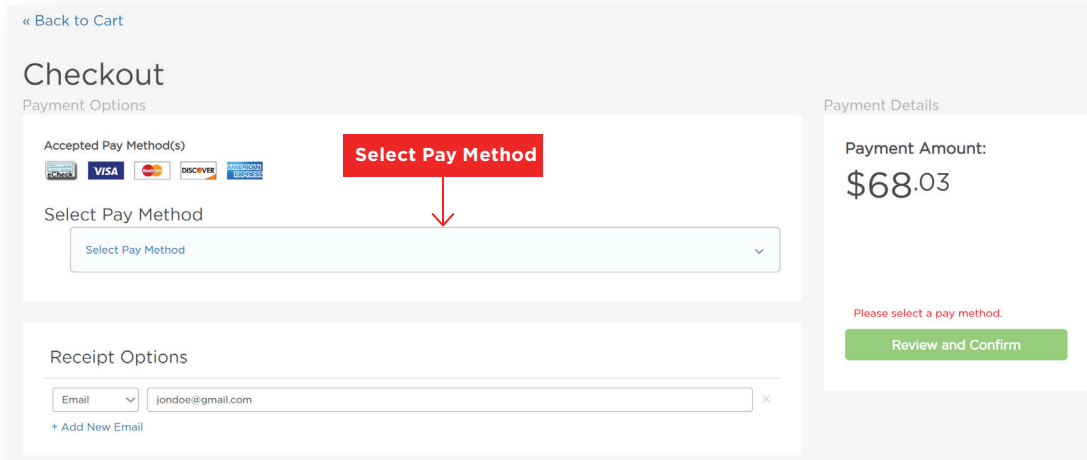 « Back to Cart
Checkout
Payment Options
Accepted Pay Method(s)
eCheck VISA MasterCard DISCOVER AMERICAN EXPRESS
Select Pay Method
Select Pay Method
Select Pay Method
Receipt Options
Email jondoe@gmail.com ×
+ Add New Email
Payment Details
Payment Amount:
$68.03
Please select a pay method.
Review and Confirm